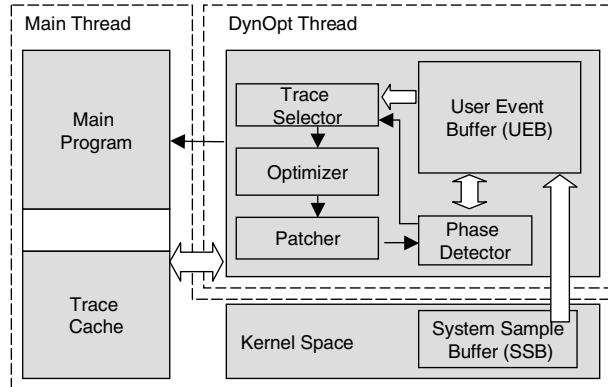 Main Thread
DynOpt Thread
Main
Program
Trace
Selector
User Event
Buffer (UEB)
Optimizer
Patcher
Phase
Detector
Trace
Cache
Kernel Space
System Sample
Buffer (SSB)